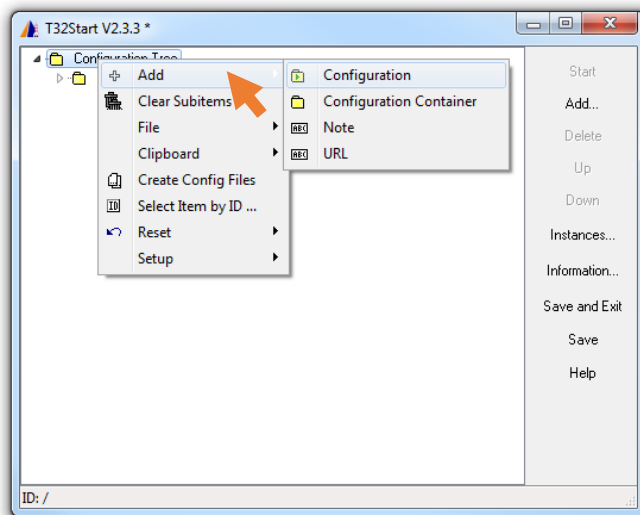 T32Start V2.3.3 *
Configuration Tree
Add
Clear Subitems
File
Clipboard
Create Config Files
Select Item by ID ...
Reset
Setup
Configuration
Configuration Container
Note
URL
Start
Add...
Delete
Up
Down
Instances...
Information...
Save and Exit
Save
Help
ID: /